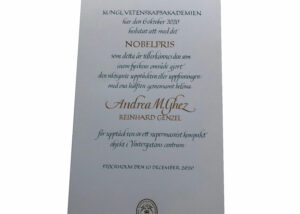 KUNGL. VETENSKAPSAKADEMIEN
har den 6 oktober 2020
beslutat att med det
NOBELPRIS
som detta år tillerkännes den som
inom fysikens område gjort
den viktigaste upptäckten eller uppfinningen
med ena hälften gemensamt belöna
Andrea M. Ghez
REINHARD GENZEL
för upptäckten av ett supermassivt kompakt
objekt i Vintergatans centrum
STOCKHOLM DEN 10 DECEMBER, 2020